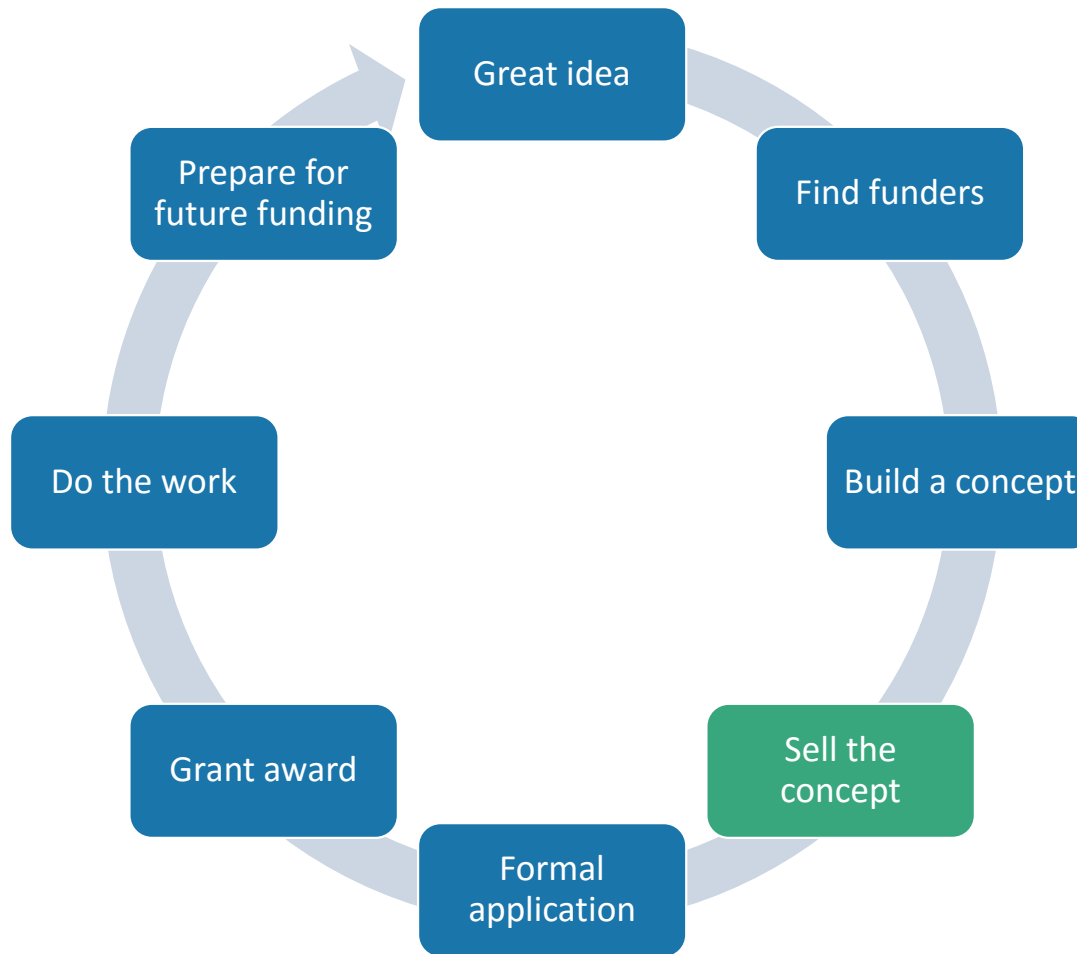 Great idea
Find funders
Build a concept
Sell the
concept
Formal
application
Grant award
Do the work
Prepare for
future funding